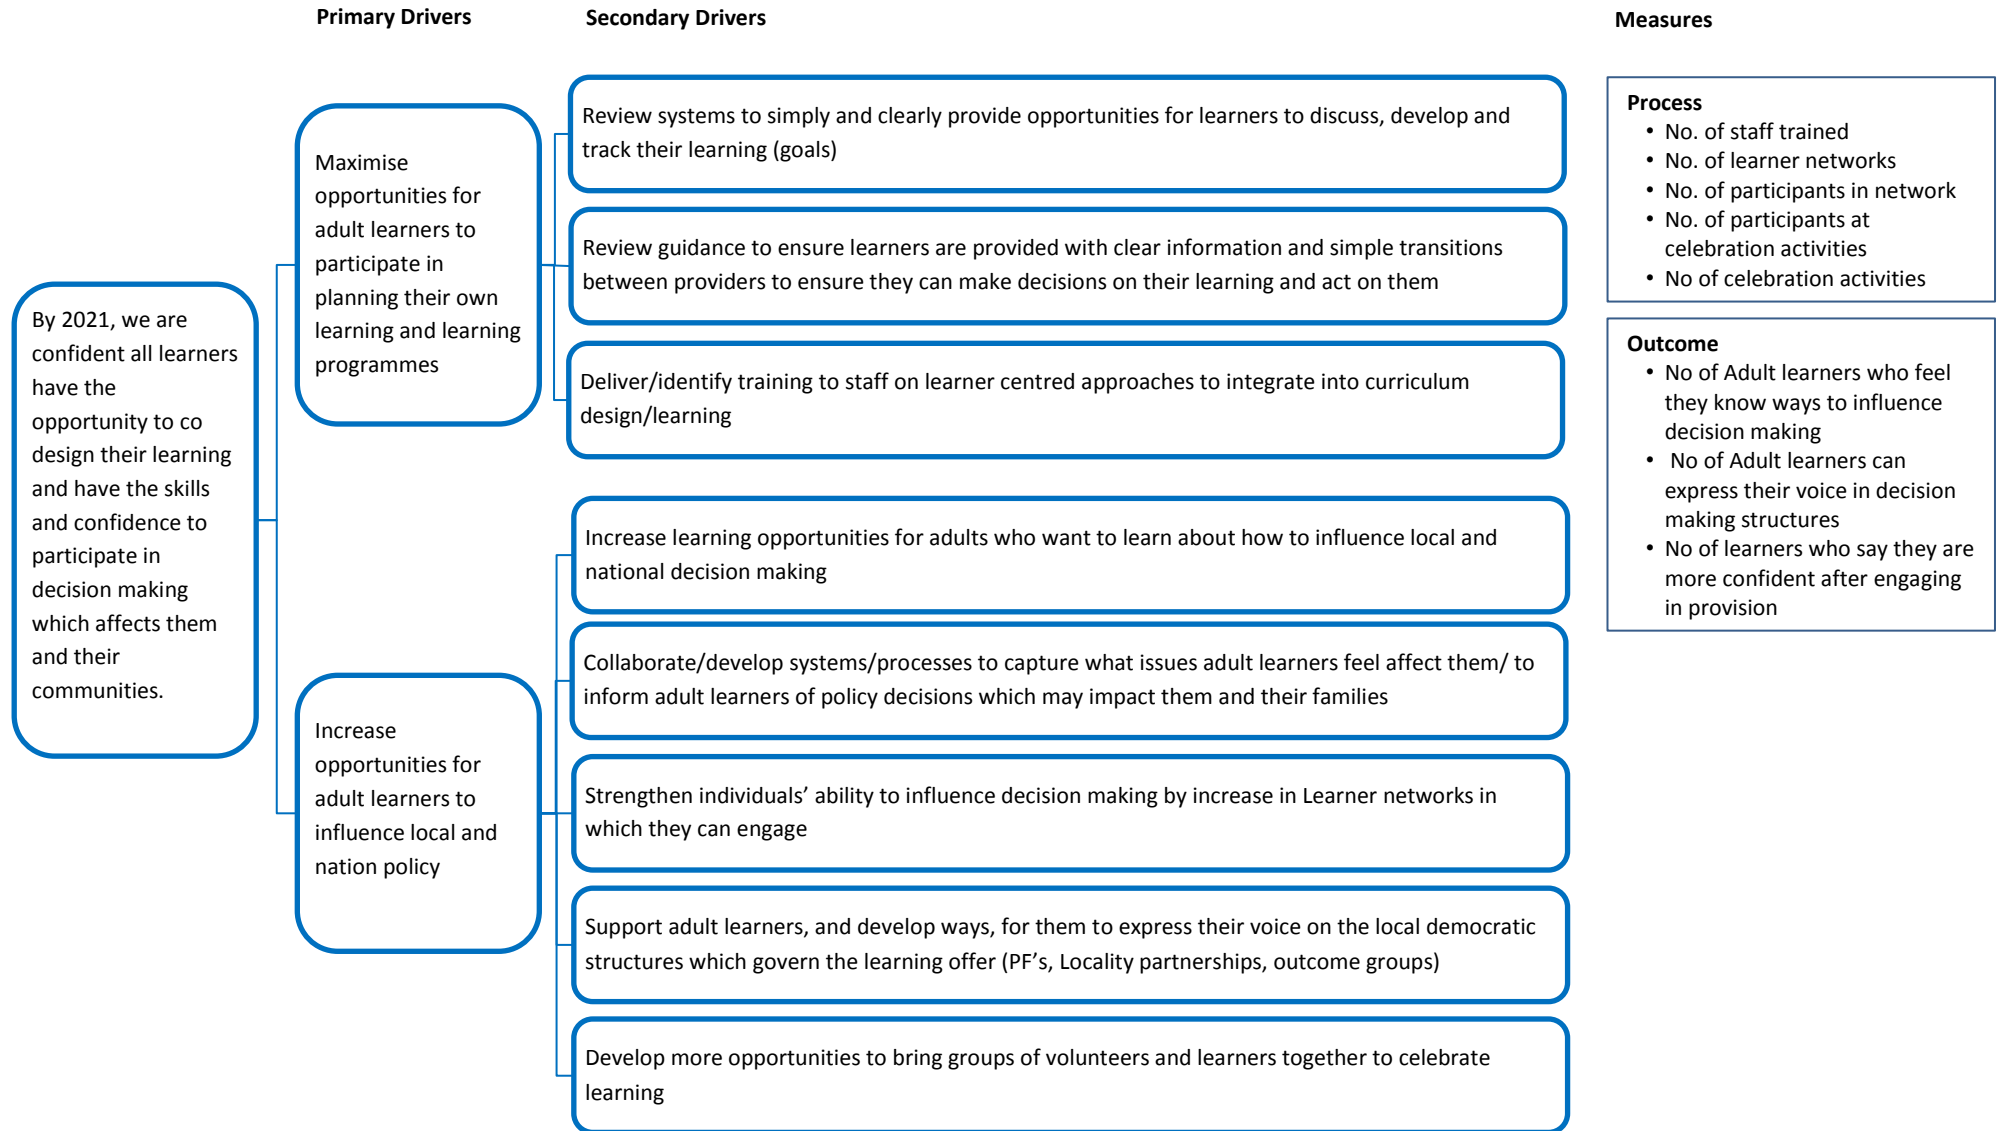 Primary Drivers
Secondary Drivers
Measures
By 2021, we are
confident all learners
have the
opportunity to co
design their learning
and have the skills
and confidence to
participate in
decision making
which affects them
and their
communities.
Maximise
opportunities for
adult learners to
participate in
planning their own
learning and learning
programmes
Review systems to simply and clearly provide opportunities for learners to discuss, develop and
track their learning (goals)
Review guidance to ensure learners are provided with clear information and simple transitions
between providers to ensure they can make decisions on their learning and act on them
Deliver/identify training to staff on learner centred approaches to integrate into curriculum
design/learning
Increase
opportunities for
adult learners to
influence local and
nation policy
Increase learning opportunities for adults who want to learn about how to influence local and
national decision making
Collaborate/develop systems/processes to capture what issues adult learners feel affect them/ to
inform adult learners of policy decisions which may impact them and their families
Strengthen individuals’ ability to influence decision making by increase in Learner networks in
which they can engage
Support adult learners, and develop ways, for them to express their voice on the local democratic
structures which govern the learning offer (PF’s, Locality partnerships, outcome groups)
Develop more opportunities to bring groups of volunteers and learners together to celebrate
learning
Process
• No. of staff trained
• No. of learner networks
• No. of participants in network
• No. of participants at
celebration activities
• No of celebration activities
Outcome
• No of Adult learners who feel
they know ways to influence
decision making
• No of Adult learners can
express their voice in decision
making structures
• No of learners who say they are
more confident after engaging
in provision